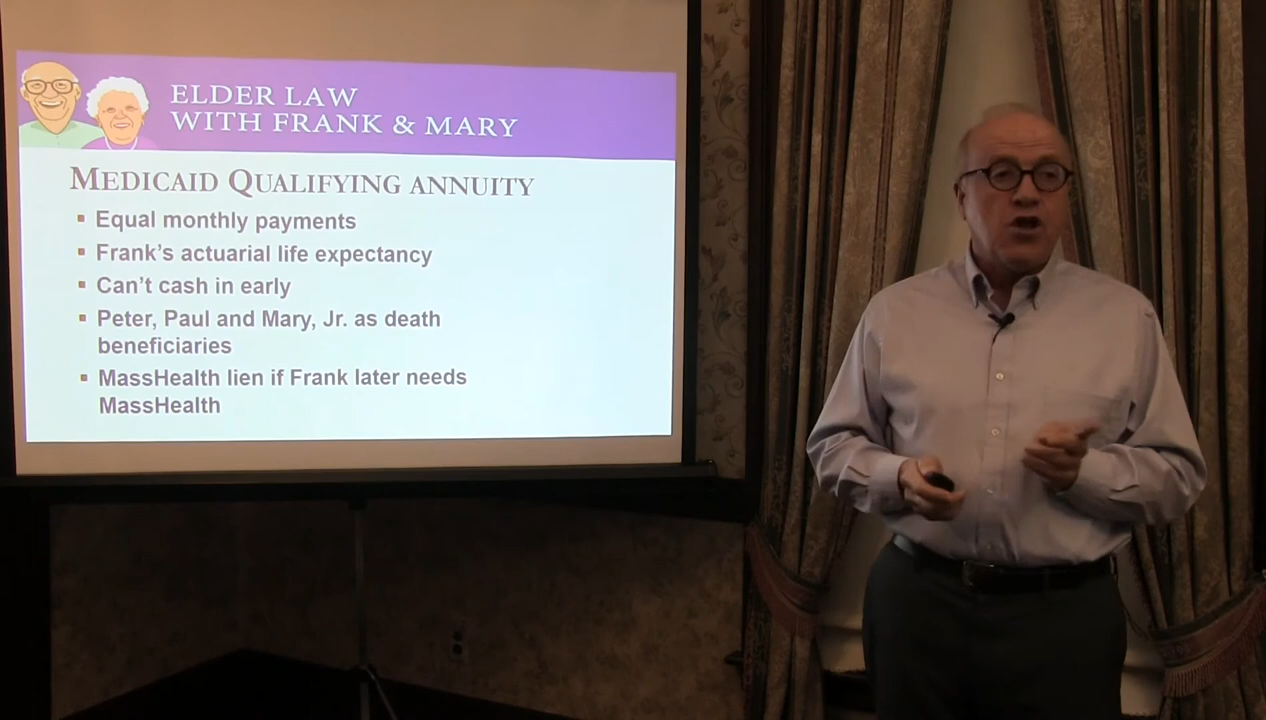 ELDER LAW
WITH FRANK & MARY
MEDICAID QUALIFYING ANNUITY
▪ Equal monthly payments
▪ Frank's actuarial life expectancy
▪ Can't cash in early
▪ Peter, Paul and Mary, Jr. as death
beneficiaries
▪ MassHealth lien if Frank later needs
MassHealth